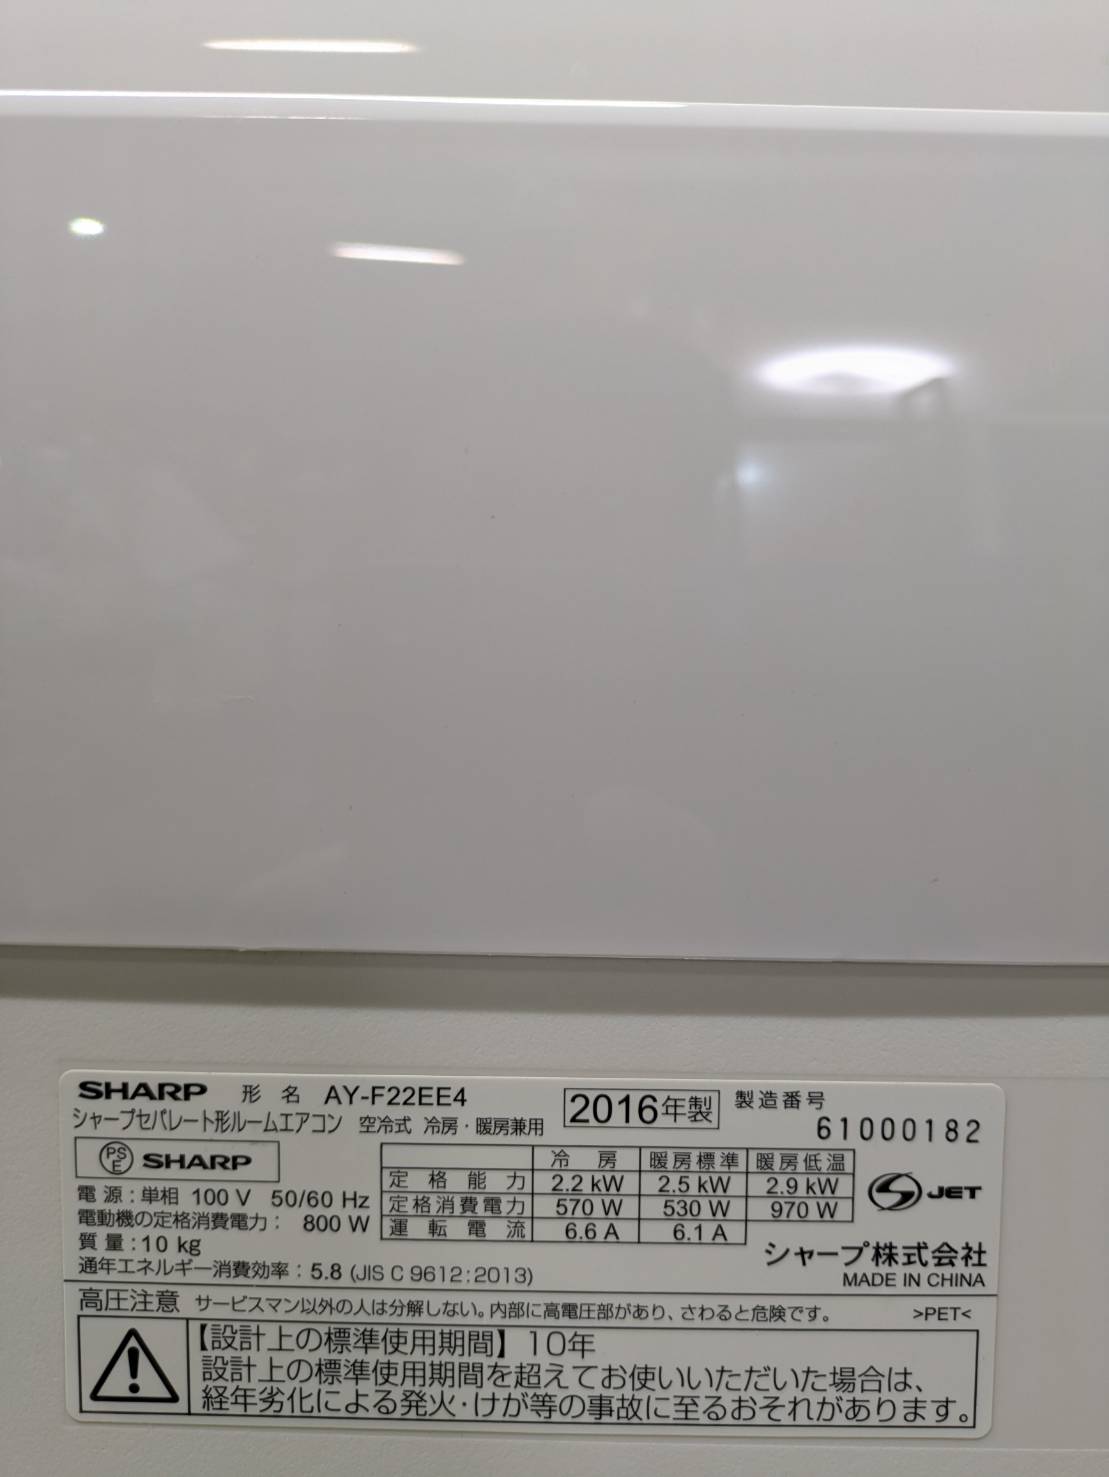 SHARP 形 名 AY-F22EE4 2016年製 製造番号
シャープセパレート形ルームエアコン 空冷式 冷房・暖房兼用 61000182
PS E SHARP
冷 房 暖房標準 暖房低温
定 格 能 力 2.2 kW 2.5 kW 2.9 kW
定格消費電力 570 W 530 W 970 W
運 転 電 流 6.6 A 6.1 A
JET
電 源 : 単相 100 V 50/60 Hz
電動機の定格消費電力 : 800 W
質 量 : 10 kg
通年エネルギー消費効率 : 5.8 (JIS C 9612:2013)
シャープ株式会社
MADE IN CHINA
高圧注意 サービスマン以外の人は分解しない。内部に高電圧部があり、さわると危険です。 >PET<
【設計上の標準使用期間】10年
設計上の標準使用期間を超えてお使いいただいた場合は、
経年劣化による発火・けが等の事故に至るおそれがあります。